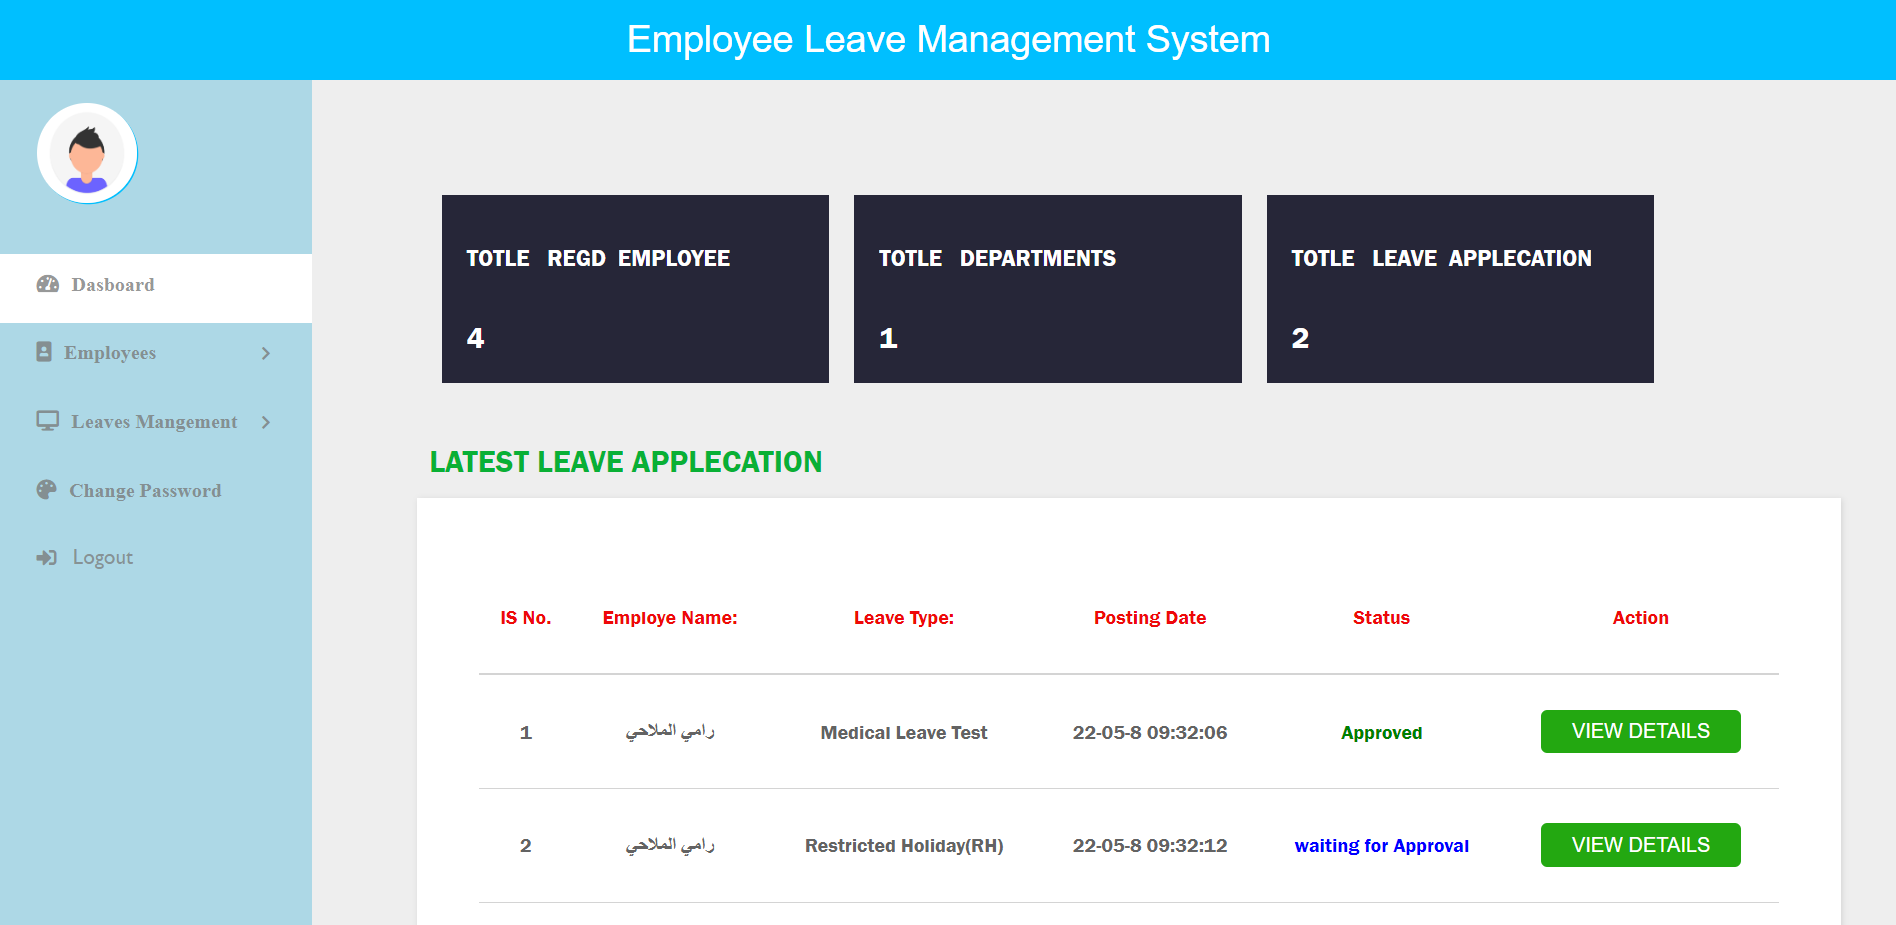 Employee Leave Management System
Dasboard
Employees
Leaves Mangement
Change Password
Logout
TOTLE REGD EMPLOYEE
4
TOTLE DEPARTMENTS
1
TOTLE LEAVE APPLECATION
2
LATEST LEAVE APPLECATION
IS No. Employe Name: Leave Type: Posting Date Status Action
1 رامي الملاحي Medical Leave Test 22-05-8 09:32:06 Approved VIEW DETAILS
2 رامي الملاحي Restricted Holiday(RH) 22-05-8 09:32:12 waiting for Approval VIEW DETAILS